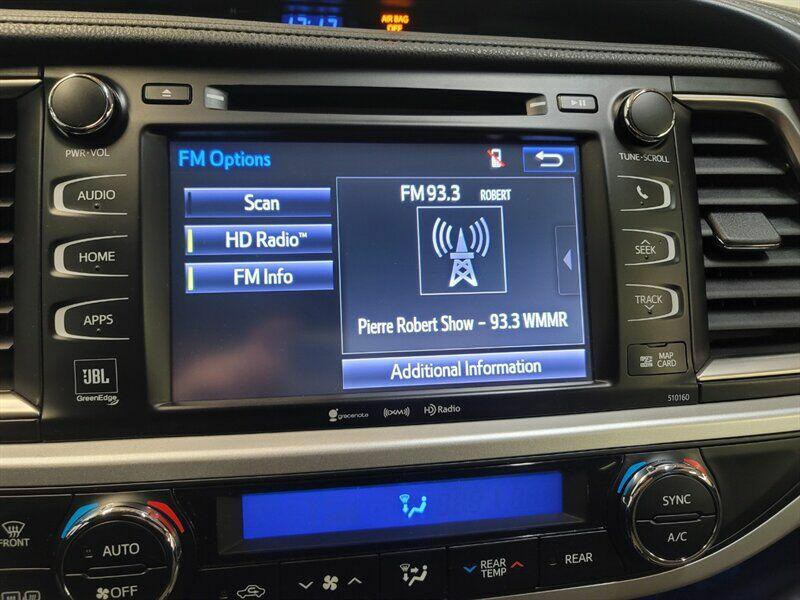 AIR BAG
OFF
PWR•VOL
TUNE•SCROLL
FM Options
AUDIO
Scan
FM 93.3 ROBERT
HD Radio™
HOME
SEEK
FM Info
APPS
TRACK
Pierre Robert Show – 93.3 WMMR
Additional Information
MAP
CARD
JBL
GreenEdge
510160
gracenote
((XM))
HD Radio
FRONT
AUTO
OFF
REAR
TEMP
REAR
SYNC
A/C